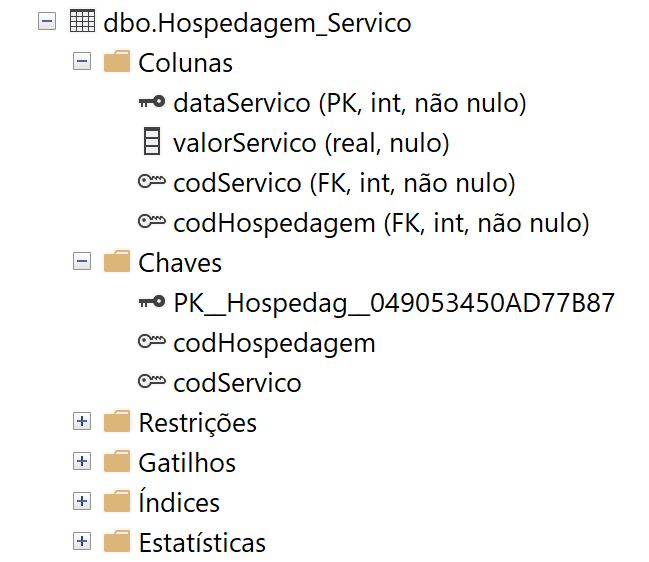 dbo.Hospedagem_Servico
Colunas
dataServico (PK, int, não nulo)
valorServico (real, nulo)
codServico (FK, int, não nulo)
codHospedagem (FK, int, não nulo)
Chaves
PK__Hospedag__049053450AD77B87
codHospedagem
codServico
Restrições
Gatilhos
Índices
Estatísticas